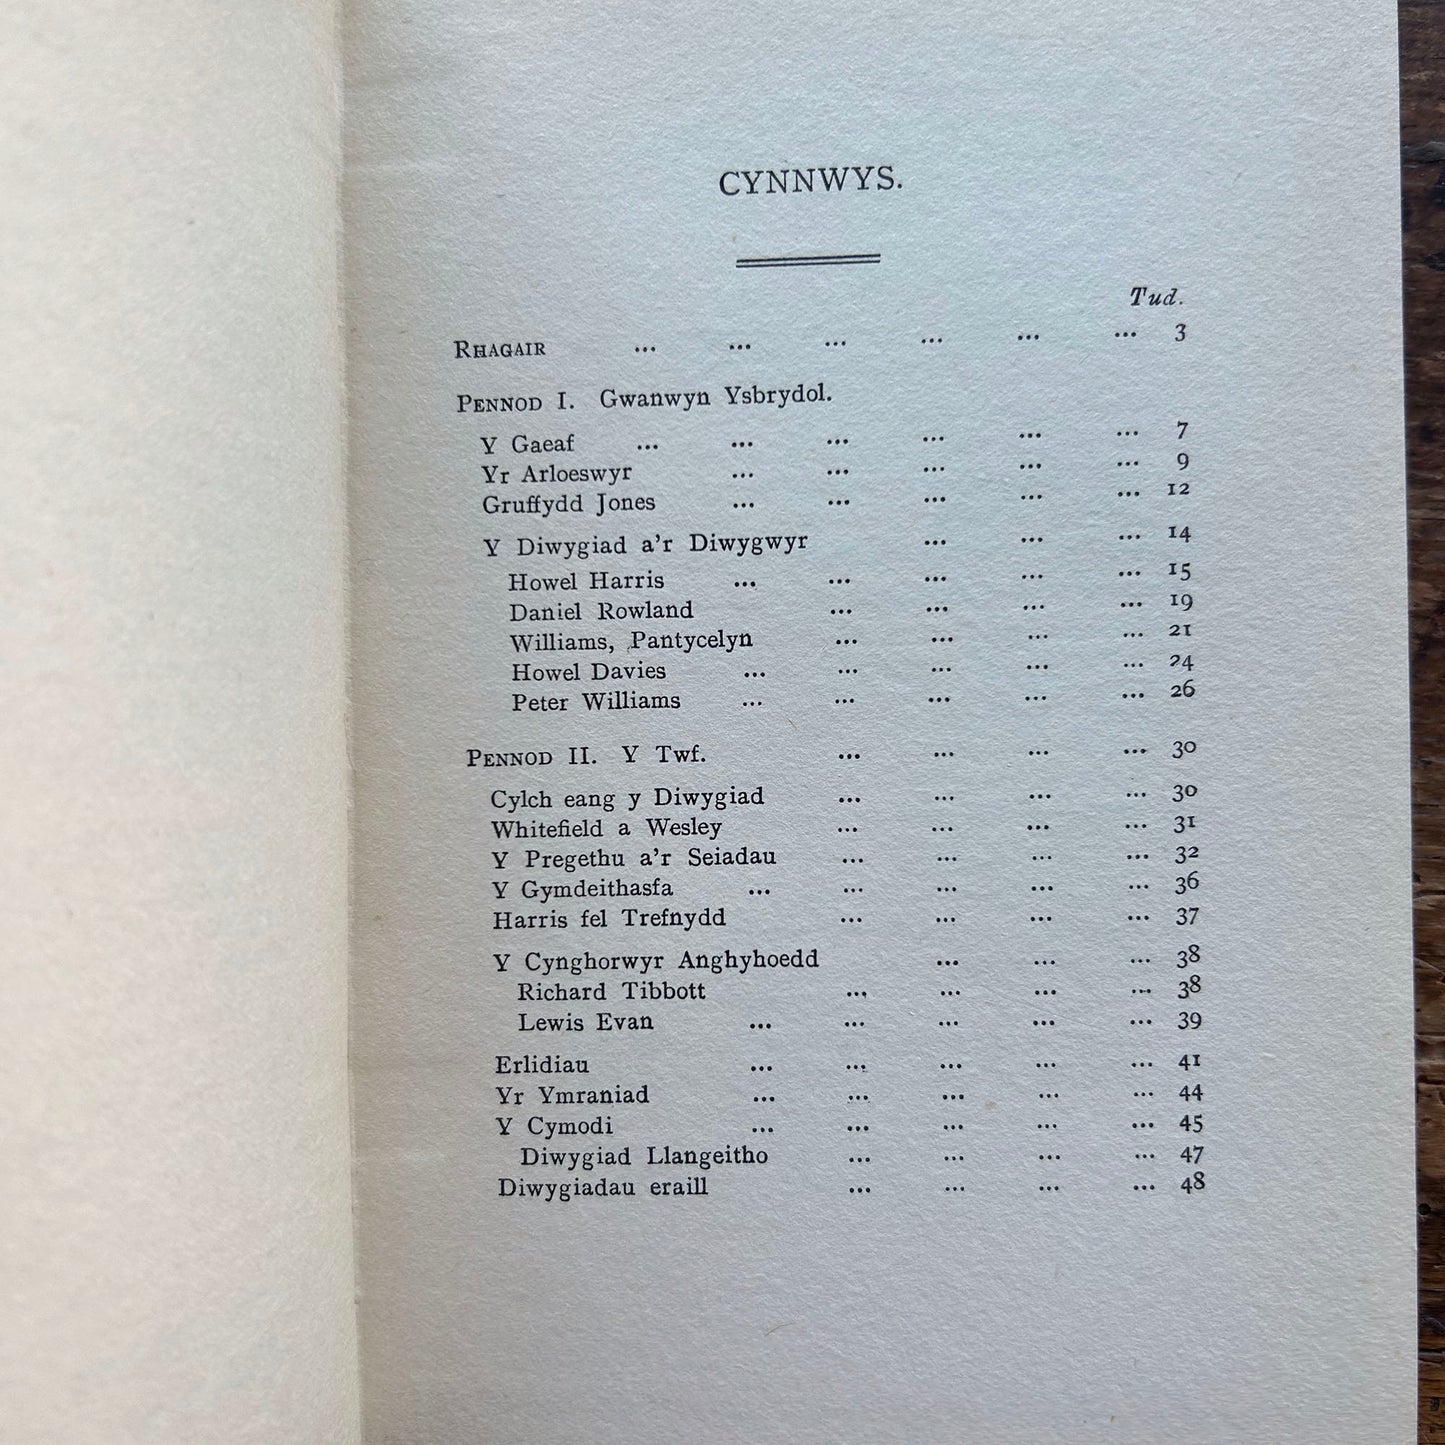 CYNNWYS.
Tud.
RHAGAIR ... ... ... ... ... ... 3
PENNOD I. Gwanwyn Ysbrydol.
Y Gaeaf ... ... ... ... ... ... 7
Yr Arloeswyr ... ... ... ... ... 9
Gruffydd Jones ... ... ... ... ... 12
Y Diwygiad a'r Diwygwyr ... ... ... 14
Howel Harris ... ... ... ... ... 15
Daniel Rowland ... ... ... ... 19
Williams, Pantycelyn ... ... ... ... 21
Howel Davies ... ... ... ... ... 24
Peter Williams ... ... ... ... ... 26
PENNOD II. Y Twf. ... ... ... ... 30
Cylch eang y Diwygiad ... ... ... ... 30
Whitefield a Wesley ... ... ... ... 31
Y Pregethu a'r Seiadau ... ... ... ... 32
Y Gymdeithasfa ... ... ... ... ... 36
Harris fel Trefnydd ... ... ... ... 37
Y Cynghorwyr Anghyhoedd ... ... ... 38
Richard Tibbott ... ... ... ... 38
Lewis Evan ... ... ... ... ... 39
Erlidiau ... ... ... ... ... 41
Yr Ymraniad ... ... ... ... ... 44
Y Cymodi ... ... ... ... ... 45
Diwygiad Llangeitho ... ... ... ... 47
Diwygiadau eraill ... ... ... ... 48